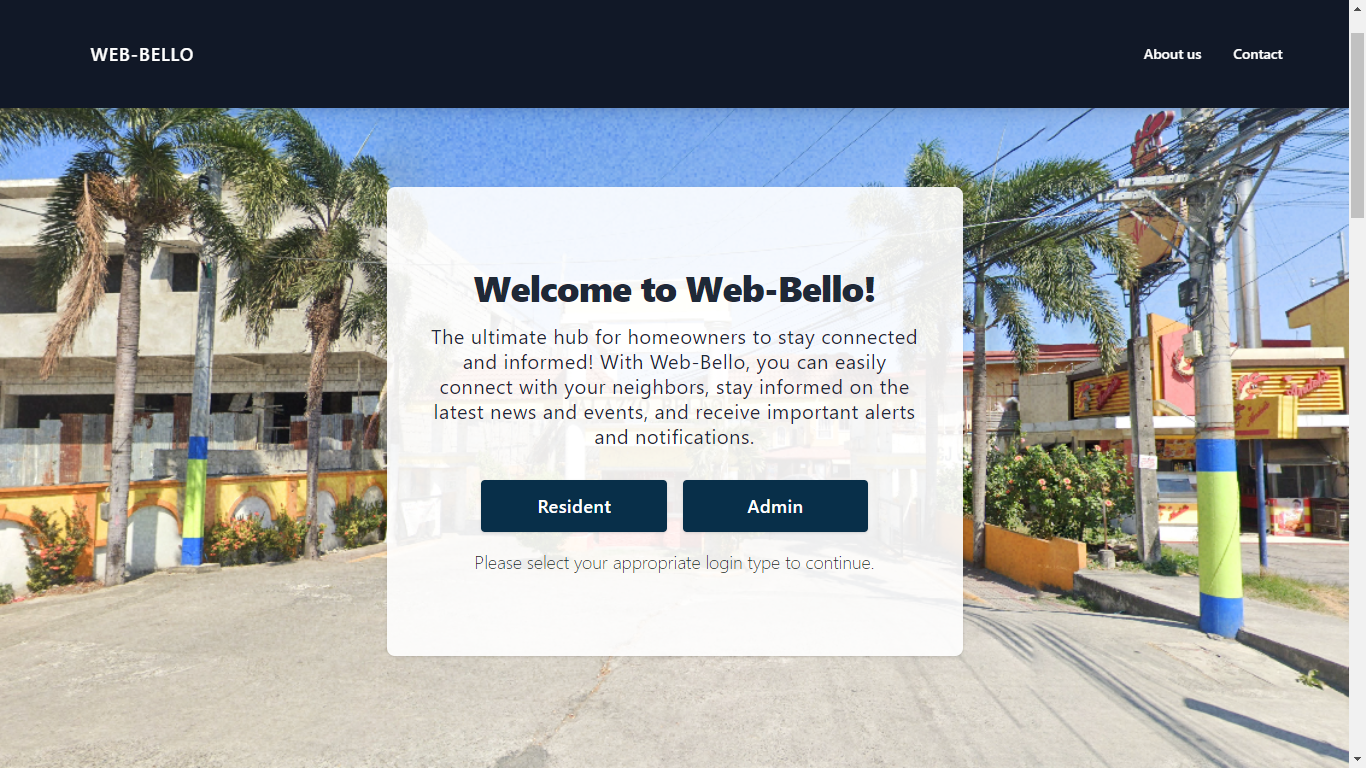 WEB-BELLO
About us
Contact
Welcome to Web-Bello!
The ultimate hub for homeowners to stay connected
and informed! With Web-Bello, you can easily
connect with your neighbors, stay informed on the
latest news and events, and receive important alerts
and notifications.
Resident
Admin
Please select your appropriate login type to continue.